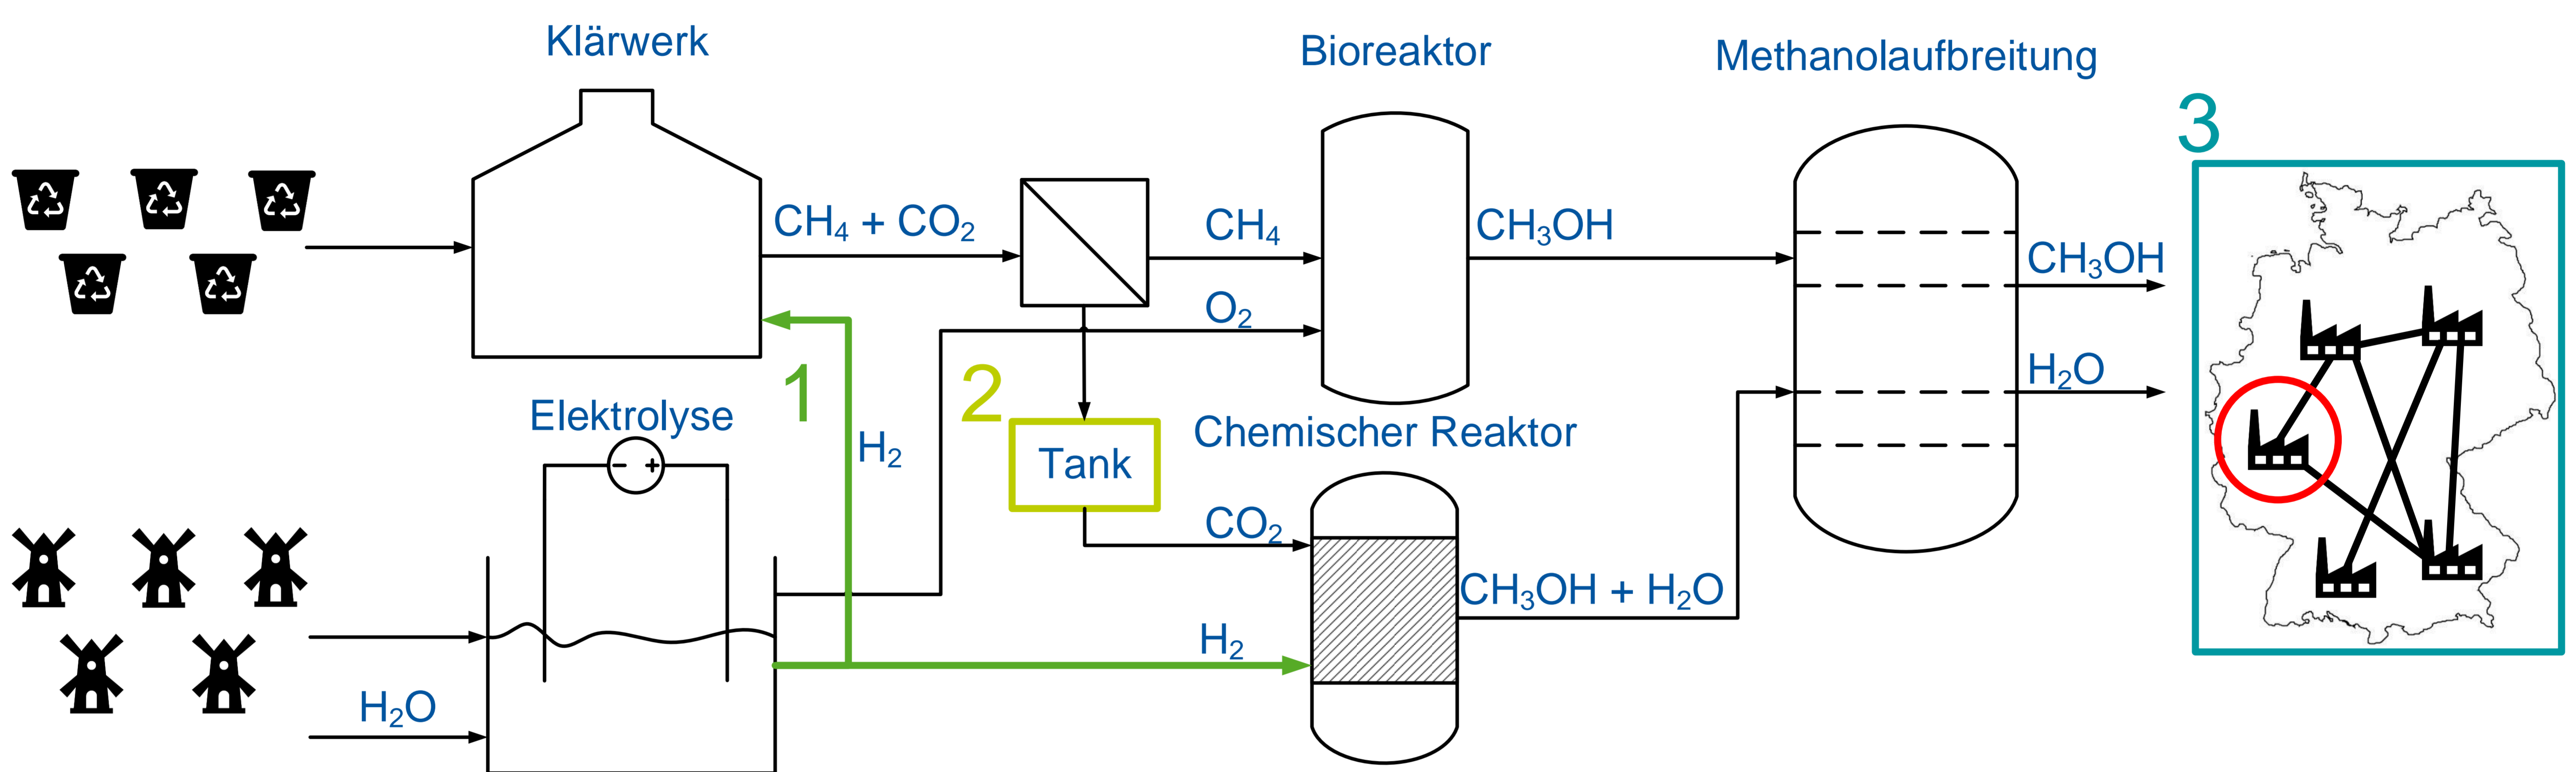 Klärwerk
Bioreaktor
Methanolaufbreitung
3
CH₄ + CO₂
CH₄
CH₃OH
CH₃OH
O₂
H₂O
1
2
Elektrolyse
H₂
Tank
Chemischer Reaktor
- +
CO₂
CH₃OH + H₂O
H₂
H₂O